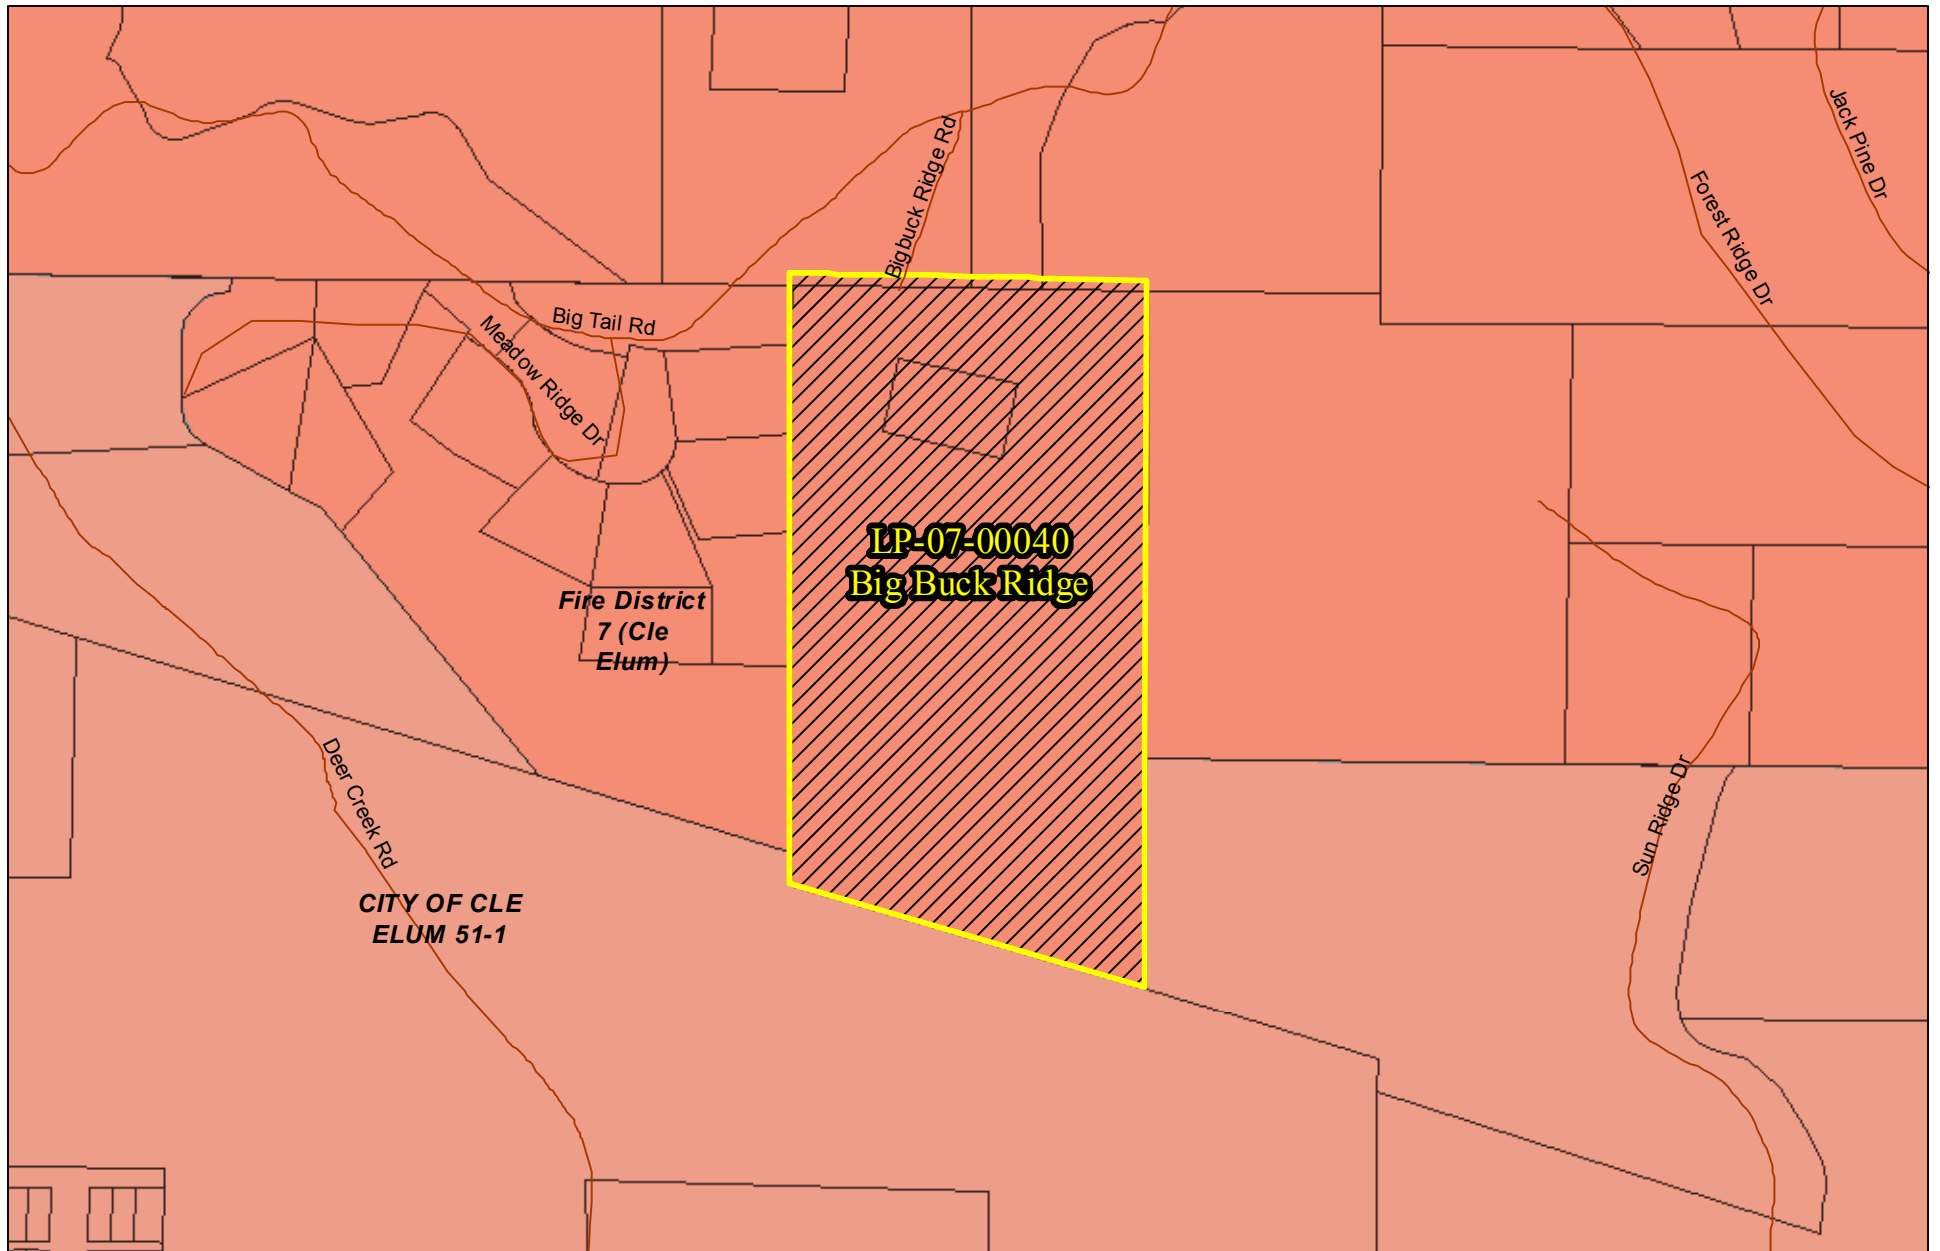 Jack Pine Dr
Bigbuck Ridge Rd
Forest Ridge Dr
Big Tail Rd
Meadow Ridge Dr
LP-07-00040
Big Buck Ridge
Fire District
7 (Cle
Elum)
Deer Creek Rd
Sun Ridge Dr
CITY OF CLE
ELUM 51-1